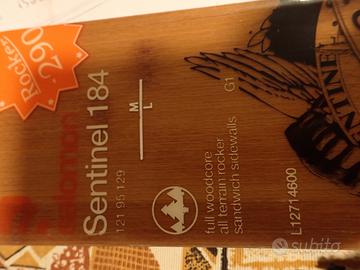 Rocker
290
salomon
Sentinel 184
121 95 129
M
L
full woodcore
all terrain rocker
sandwich sidewalls
G1
L12714600
subito